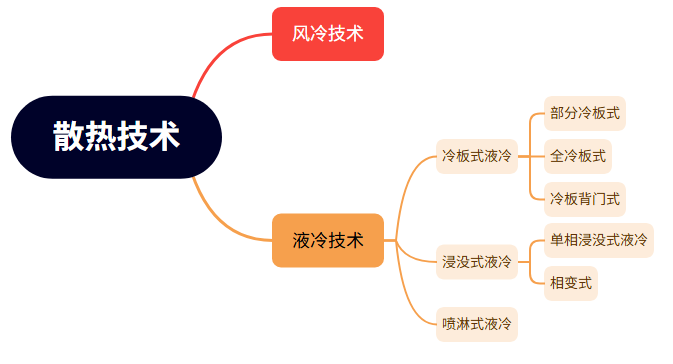 散热技术
风冷技术
液冷技术
冷板式液冷
部分冷板式
全冷板式
冷板背门式
浸没式液冷
单相浸没式液冷
相变式
喷淋式液冷